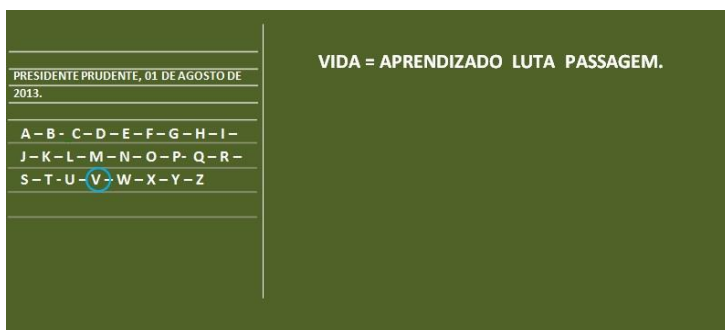 PRESIDENTE PRUDENTE, 01 DE AGOSTO DE
2013.
A – B - C – D – E – F – G – H – I –
J – K – L – M – N – O – P- Q – R –
S – T - U – V – W – X – Y – Z
VIDA = APRENDIZADO LUTA PASSAGEM.